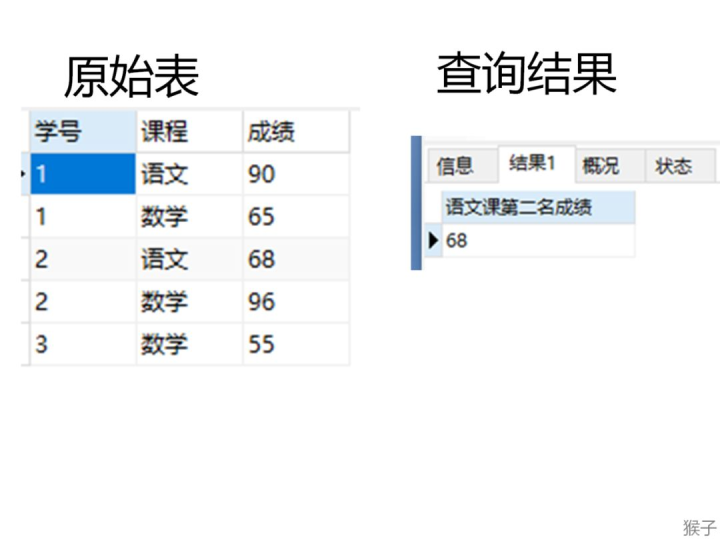 原始表
查询结果
学号 课程 成绩
1 语文 90
1 数学 65
2 语文 68
2 数学 96
3 数学 55
信息 结果1 概况 状态
语文课第二名成绩
68
猴子